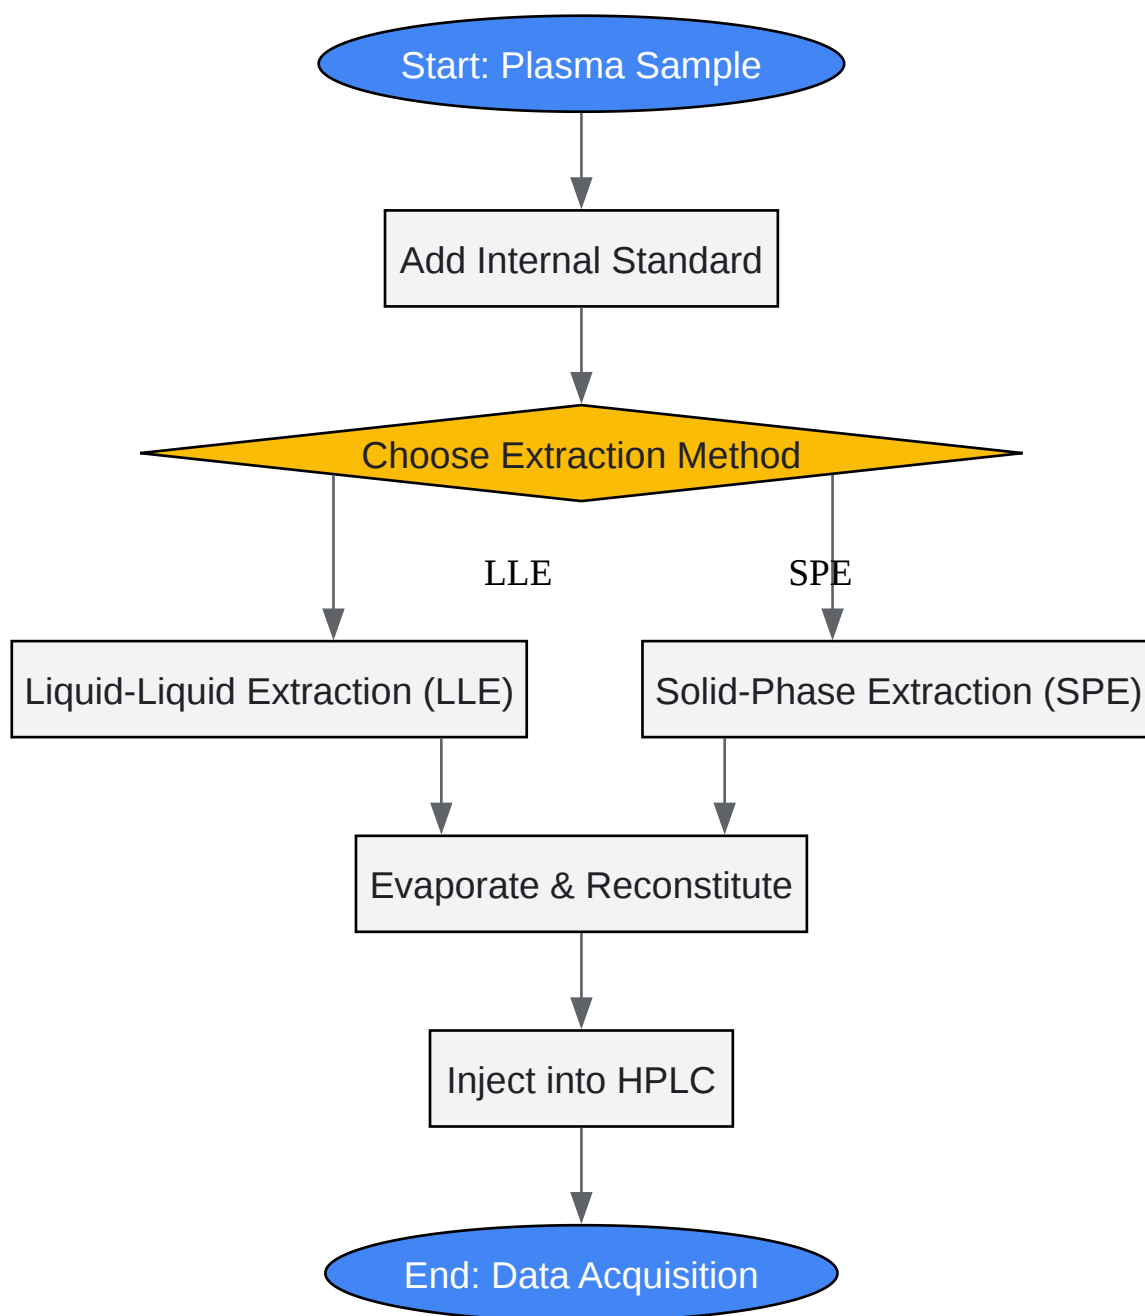 Start: Plasma Sample
Add Internal Standard
Choose Extraction Method
LLE
SPE
Liquid-Liquid Extraction (LLE)
Solid-Phase Extraction (SPE)
Evaporate & Reconstitute
Inject into HPLC
End: Data Acquisition